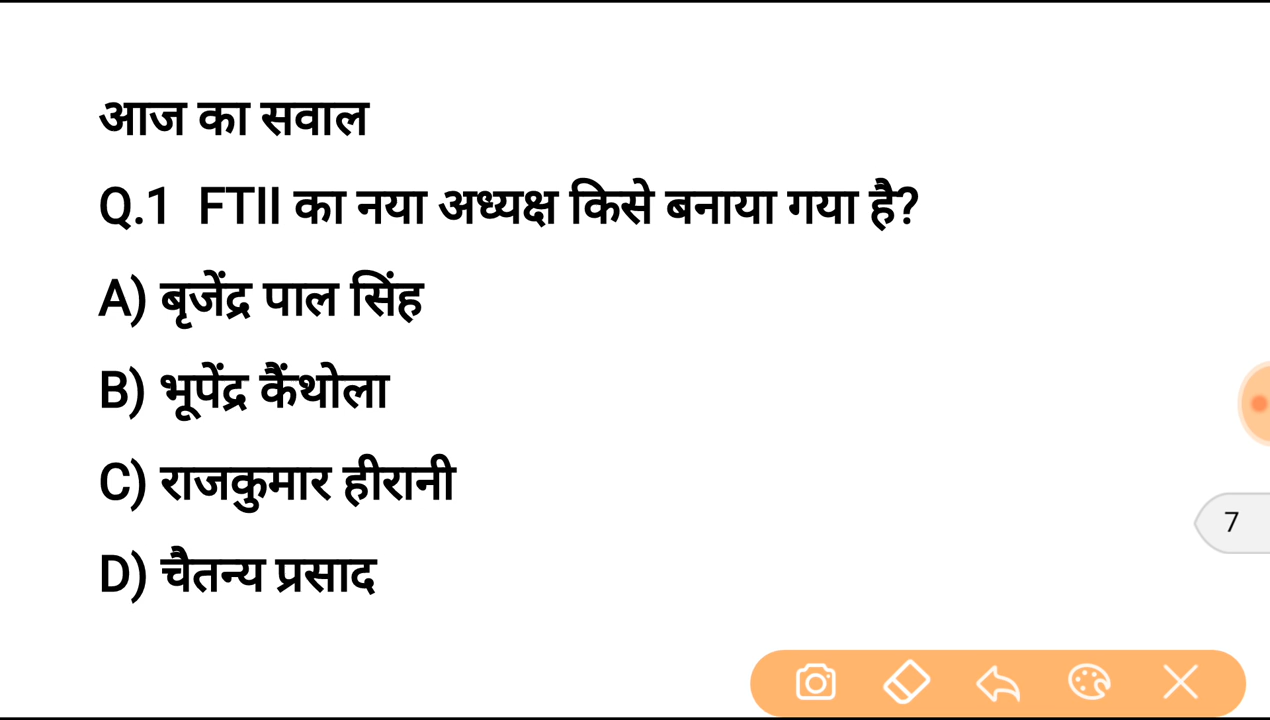 आज का सवाल
Q.1 FTII का नया अध्यक्ष किसे बनाया गया है?
A) बृजेंद्र पाल सिंह
B) भूपेंद्र कैंथोला
C) राजकुमार हीरानी
D) चैतन्य प्रसाद
7